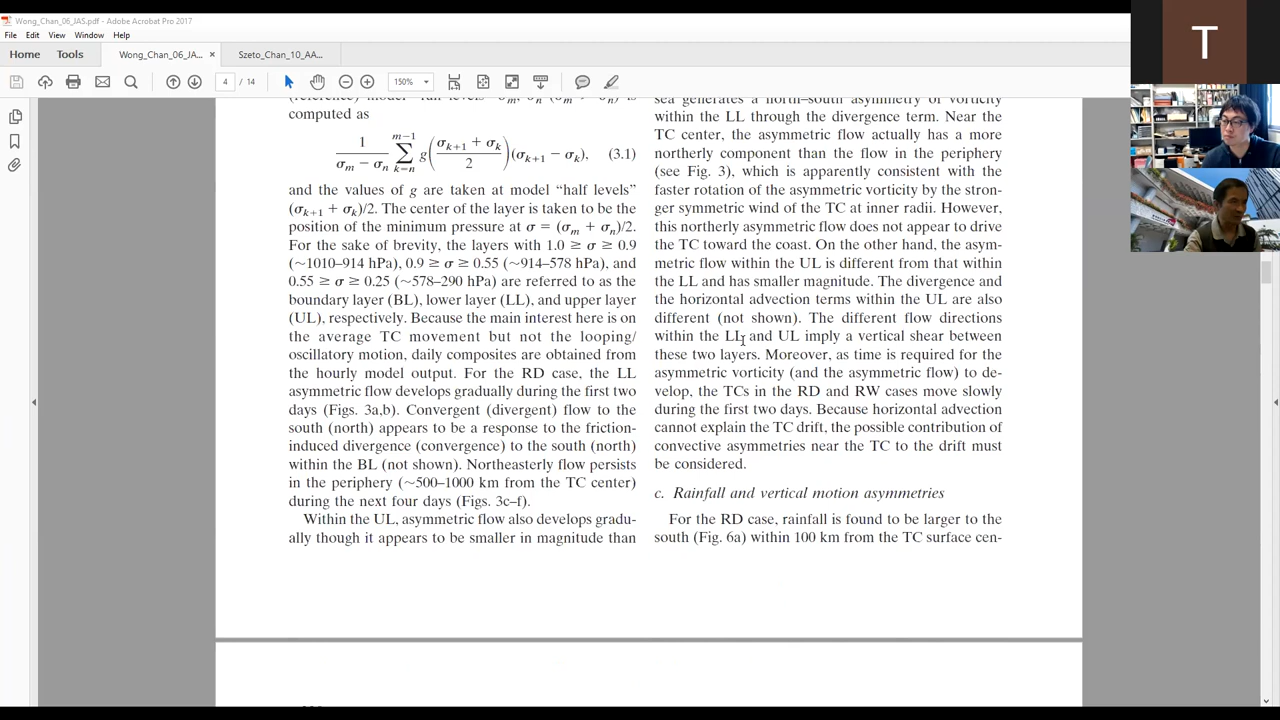 Wong_Chan_06_JAS.pdf - Adobe Acrobat Pro 2017
File Edit View Window Help
Home Tools Wong_Chan_06_JA... × Szeto_Chan_10_AA...
4 / 14 150%
computed as
1 / σm − σn m−1 ∑ k=n g(σk+1 + σk / 2)(σk+1 − σk), (3.1)
and the values of g are taken at model “half levels”
(σk+1 + σk)/2. The center of the layer is taken to be the
position of the minimum pressure at σ = (σm + σn)/2.
For the sake of brevity, the layers with 1.0 ≥ σ ≥ 0.9
(~1010–914 hPa), 0.9 ≥ σ ≥ 0.55 (~914–578 hPa), and
0.55 ≥ σ ≥ 0.25 (~578–290 hPa) are referred to as the
boundary layer (BL), lower layer (LL), and upper layer
(UL), respectively. Because the main interest here is on
the average TC movement but not the looping/
oscillatory motion, daily composites are obtained from
the hourly model output. For the RD case, the LL
asymmetric flow develops gradually during the first two
days (Figs. 3a,b). Convergent (divergent) flow to the
south (north) appears to be a response to the friction-
induced divergence (convergence) to the south (north)
within the BL (not shown). Northeasterly flow persists
in the periphery (~500–1000 km from the TC center)
during the next four days (Figs. 3c–f).
Within the UL, asymmetric flow also develops gradu-
ally though it appears to be smaller in magnitude than
sea generates a north–south asymmetry of vorticity
within the LL through the divergence term. Near the
TC center, the asymmetric flow actually has a more
northerly component than the flow in the periphery
(see Fig. 3), which is apparently consistent with the
faster rotation of the asymmetric vorticity by the stron-
ger symmetric wind of the TC at inner radii. However,
this northerly asymmetric flow does not appear to drive
the TC toward the coast. On the other hand, the asym-
metric flow within the UL is different from that within
the LL and has smaller magnitude. The divergence and
the horizontal advection terms within the UL are also
different (not shown). The different flow directions
within the LL and UL imply a vertical shear between
these two layers. Moreover, as time is required for the
asymmetric vorticity (and the asymmetric flow) to de-
velop, the TCs in the RD and RW cases move slowly
during the first two days. Because horizontal advection
cannot explain the TC drift, the possible contribution of
convective asymmetries near the TC to the drift must
be considered.
c. Rainfall and vertical motion asymmetries
For the RD case, rainfall is found to be larger to the
south (Fig. 6a) within 100 km from the TC surface cen-
T